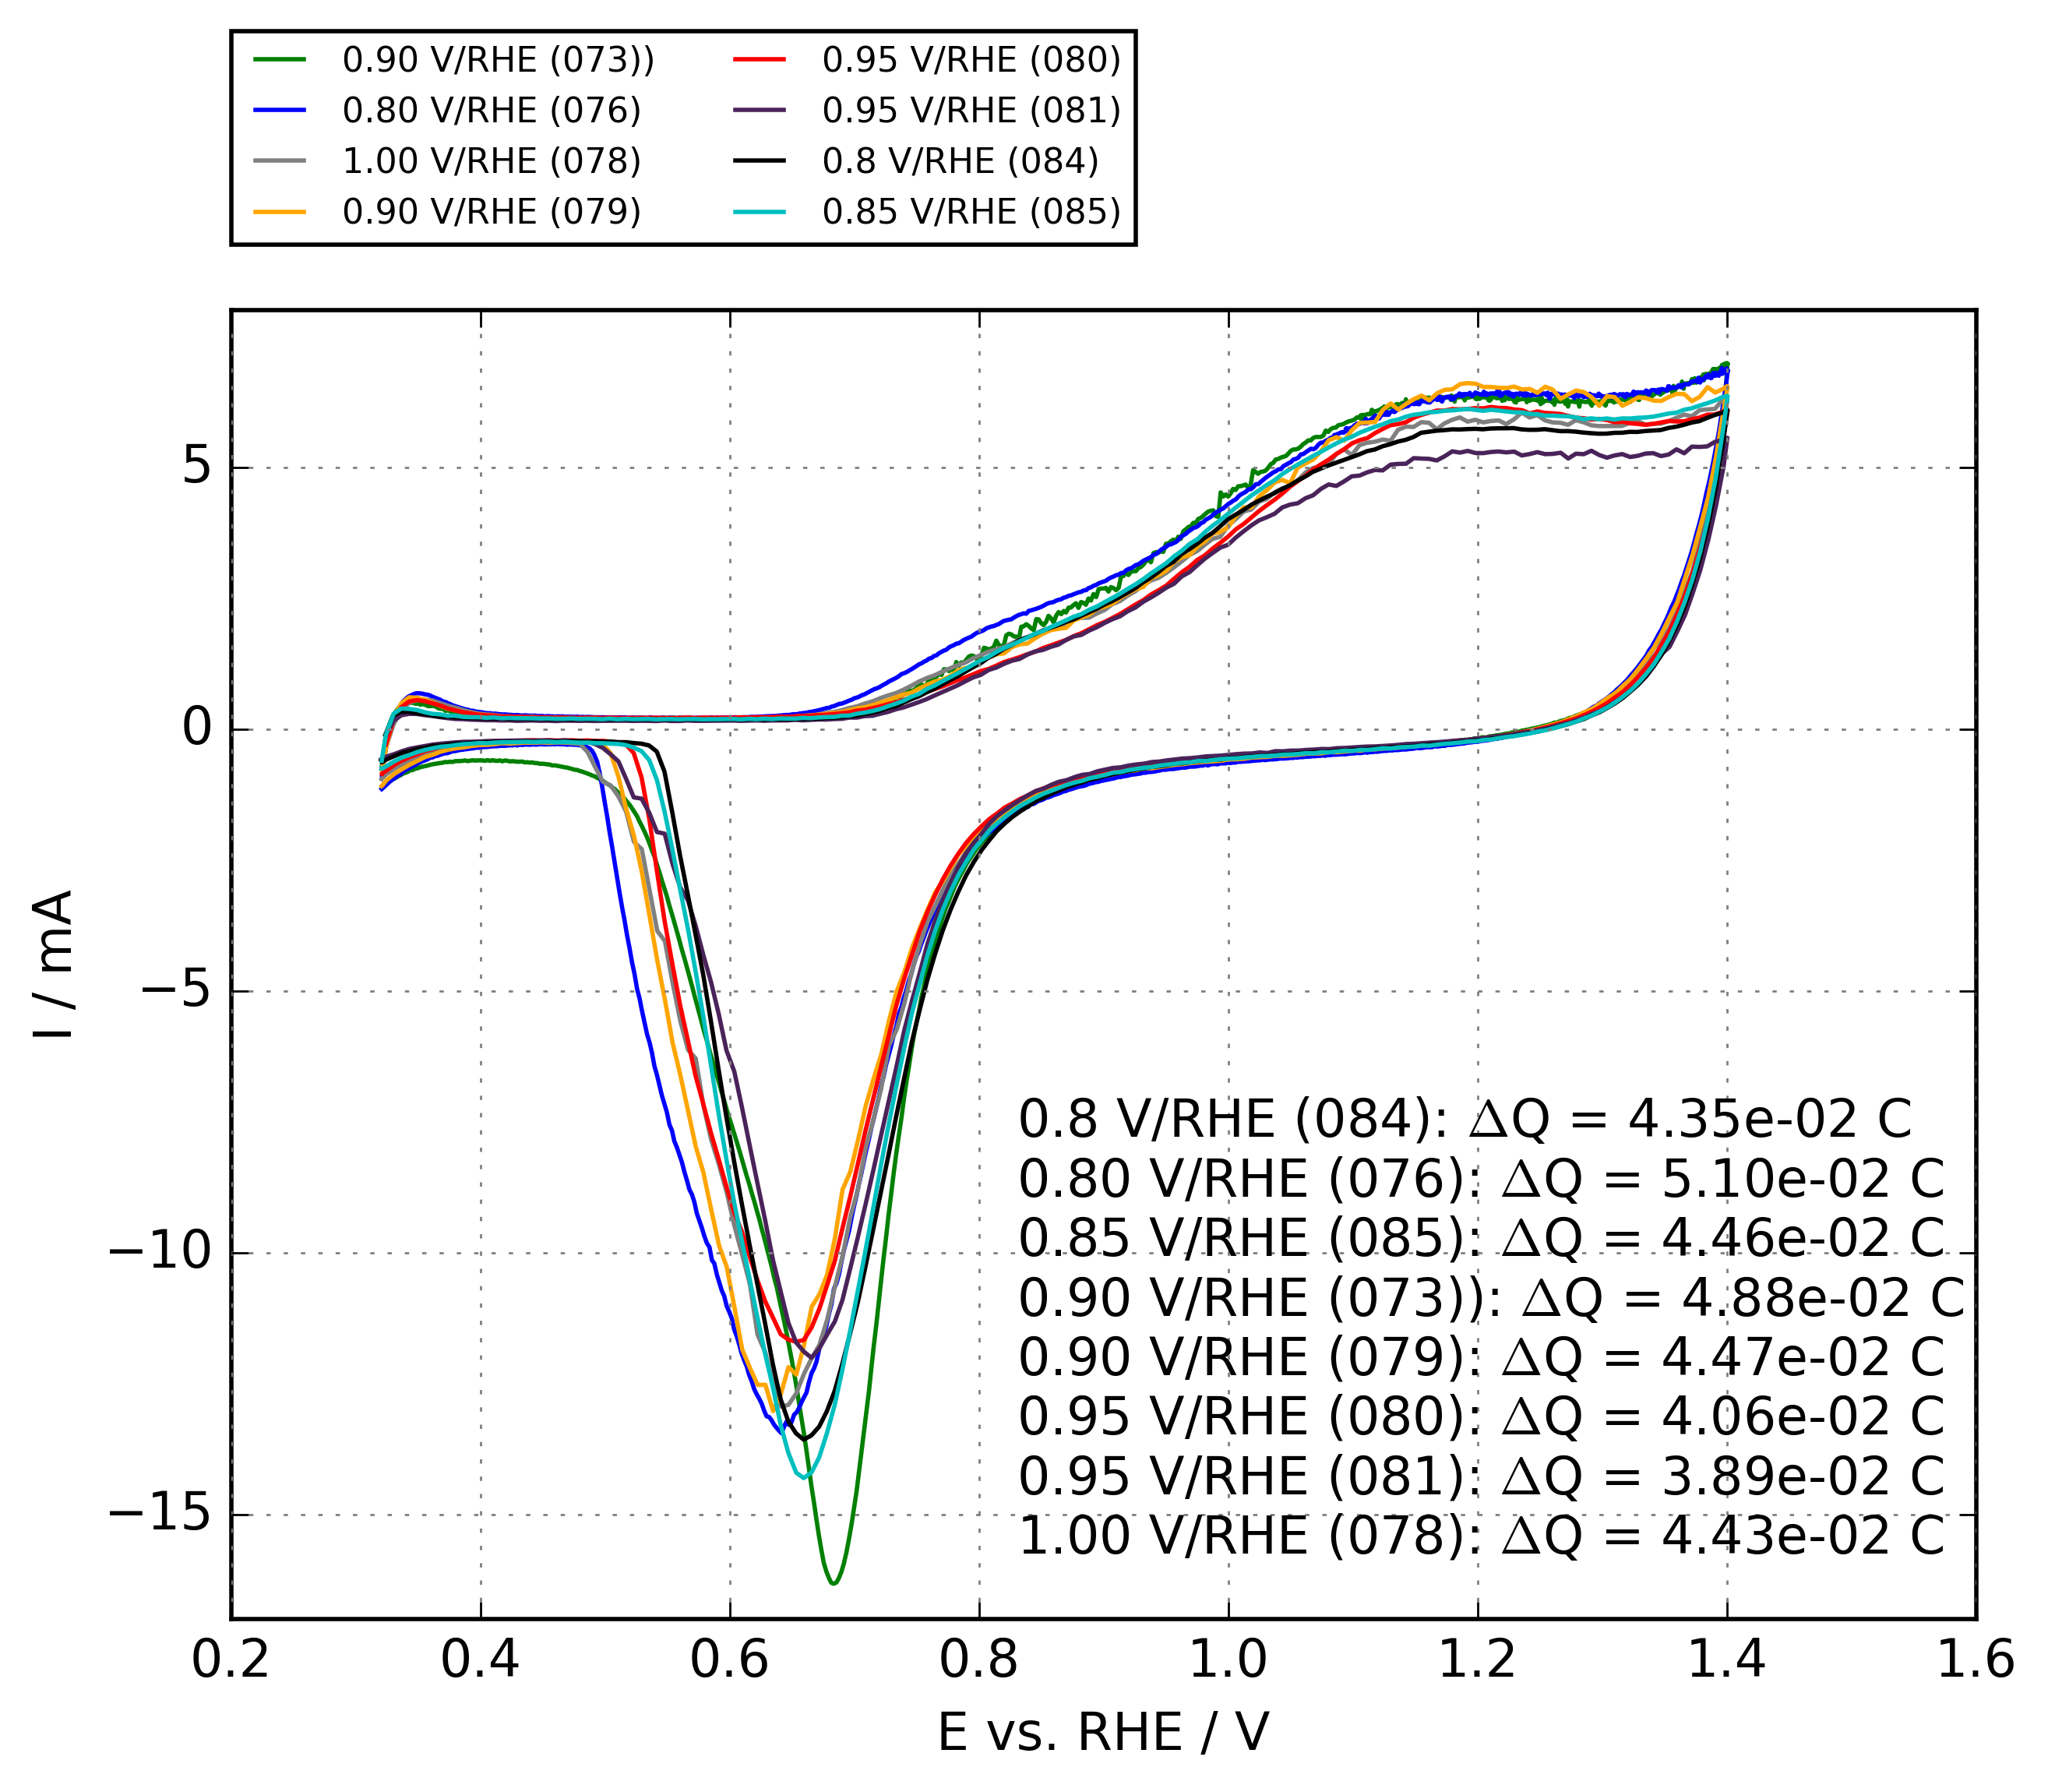 0.90 V/RHE (073))
0.80 V/RHE (076)
1.00 V/RHE (078)
0.90 V/RHE (079)
0.95 V/RHE (080)
0.95 V/RHE (081)
0.8 V/RHE (084)
0.85 V/RHE (085)
5
0
−5
−10
−15
I / mA
0.8 V/RHE (084): ΔQ = 4.35e-02 C
0.80 V/RHE (076): ΔQ = 5.10e-02 C
0.85 V/RHE (085): ΔQ = 4.46e-02 C
0.90 V/RHE (073)): ΔQ = 4.88e-02 C
0.90 V/RHE (079): ΔQ = 4.47e-02 C
0.95 V/RHE (080): ΔQ = 4.06e-02 C
0.95 V/RHE (081): ΔQ = 3.89e-02 C
1.00 V/RHE (078): ΔQ = 4.43e-02 C
0.2 0.4 0.6 0.8 1.0 1.2 1.4 1.6
E vs. RHE / V